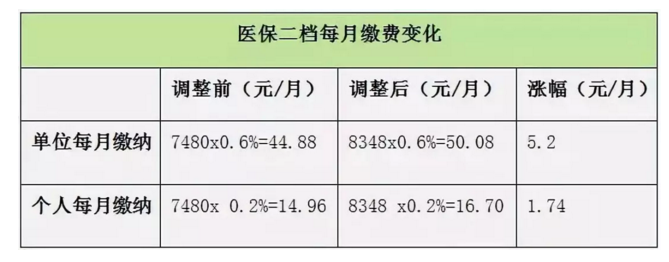 医保二档每月缴费变化
调整前（元/月） 调整后（元/月） 涨幅（元/月）
单位每月缴纳 7480x0.6%=44.88 8348x0.6%=50.08 5.2
个人每月缴纳 7480x 0.2%=14.96 8348 x0.2%=16.70 1.74